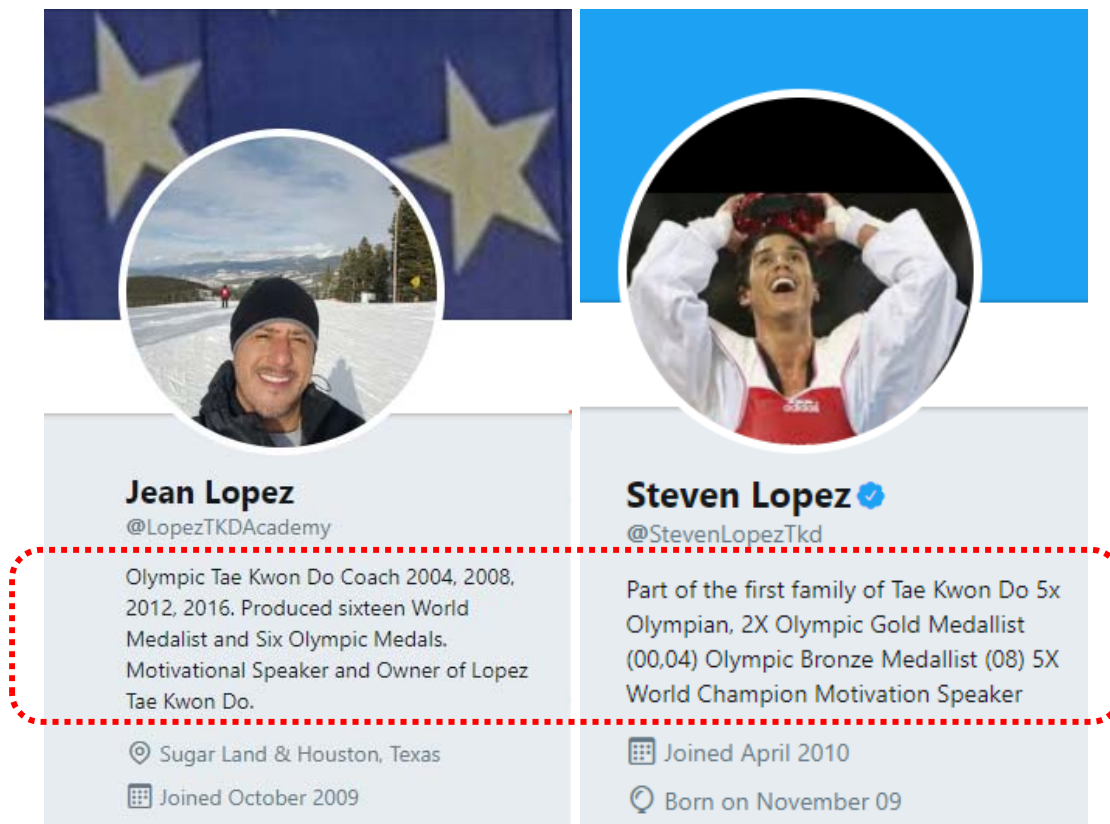 Jean Lopez
@LopezTKDAcademy
Olympic Tae Kwon Do Coach 2004, 2008,
2012, 2016. Produced sixteen World
Medalist and Six Olympic Medals.
Motivational Speaker and Owner of Lopez
Tae Kwon Do.
Sugar Land & Houston, Texas
Joined October 2009
adidas
Steven Lopez
@StevenLopezTkd
Part of the first family of Tae Kwon Do 5x
Olympian, 2X Olympic Gold Medallist
(00,04) Olympic Bronze Medallist (08) 5X
World Champion Motivation Speaker
Joined April 2010
Born on November 09